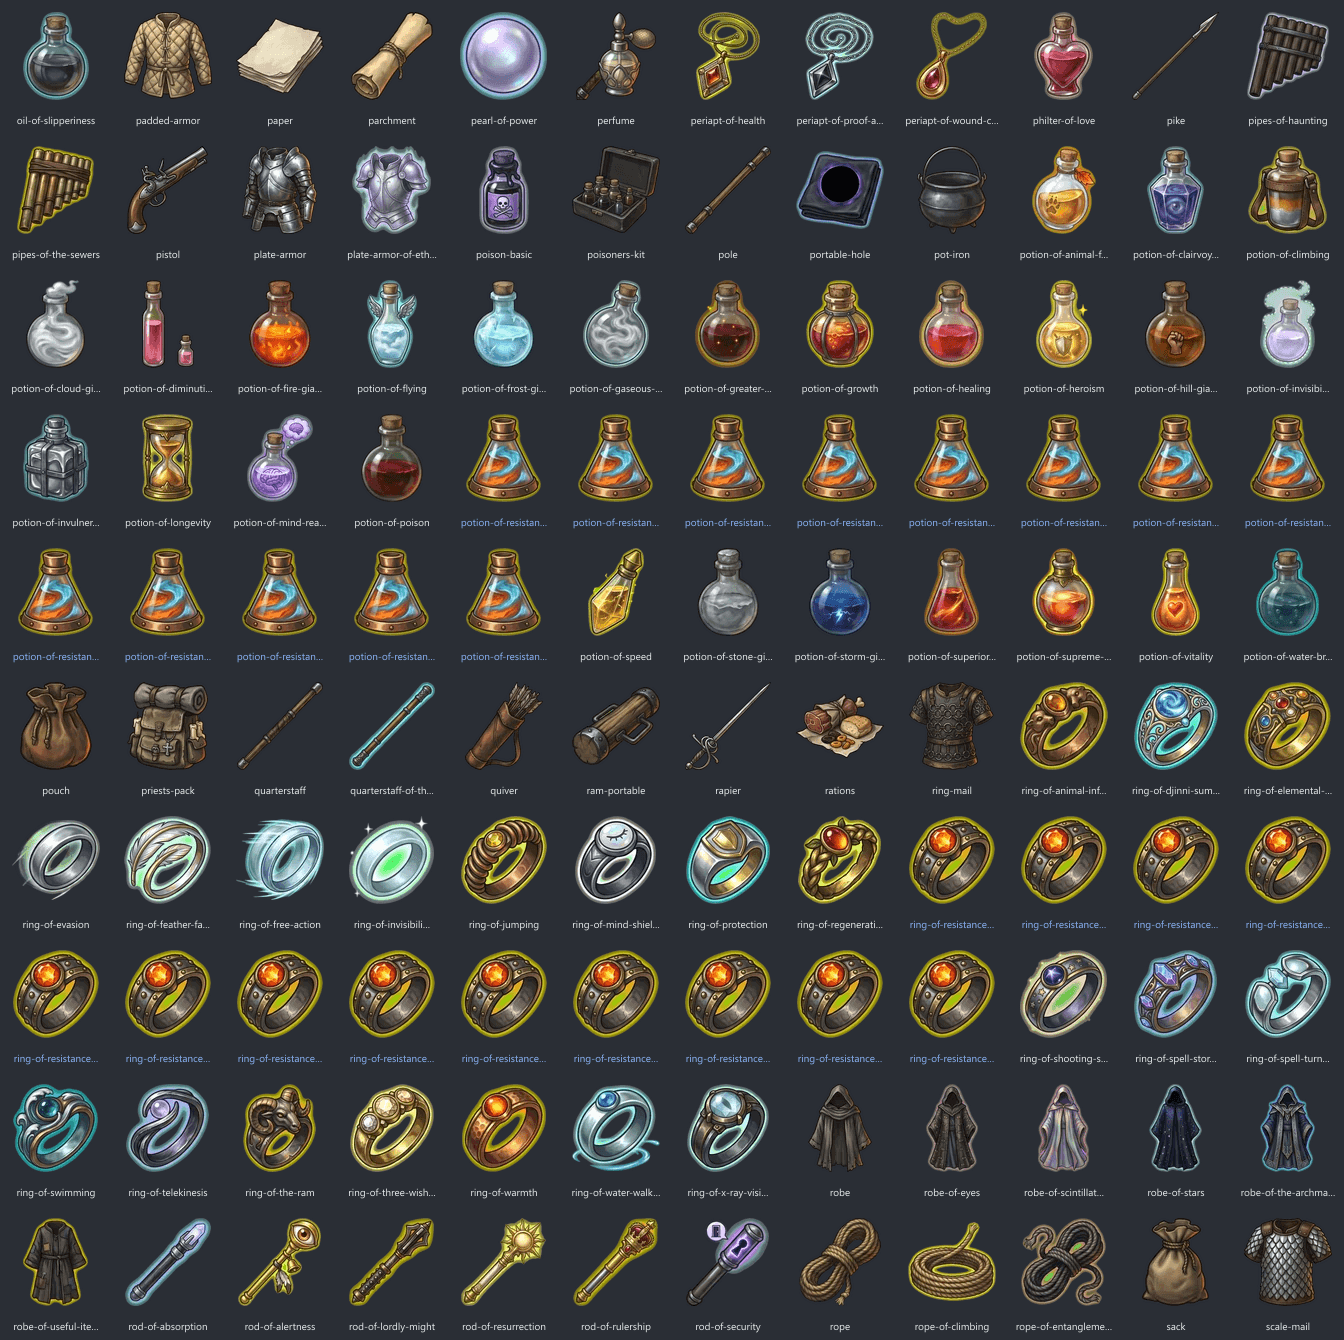 oil-of-slipperiness padded-armor paper parchment pearl-of-power perfume periapt-of-health periapt-of-proof-a... periapt-of-wound-c... philter-of-love pike pipes-of-haunting
pipes-of-the-sewers pistol plate-armor plate-armor-of-eth... poison-basic poisoners-kit pole portable-hole pot-iron potion-of-animal-f... potion-of-clairvoy... potion-of-climbing
potion-of-cloud-gi... potion-of-diminuti... potion-of-fire-gia... potion-of-flying potion-of-frost-gi... potion-of-gaseous-... potion-of-greater-... potion-of-growth potion-of-healing potion-of-heroism potion-of-hill-gia... potion-of-invisibi...
potion-of-invulner... potion-of-longevity potion-of-mind-rea... potion-of-poison potion-of-resistan... potion-of-resistan... potion-of-resistan... potion-of-resistan... potion-of-resistan... potion-of-resistan... potion-of-resistan... potion-of-resistan...
potion-of-resistan... potion-of-resistan... potion-of-resistan... potion-of-resistan... potion-of-resistan... potion-of-speed potion-of-stone-gi... potion-of-storm-gi... potion-of-superior... potion-of-supreme-... potion-of-vitality potion-of-water-br...
pouch priests-pack quarterstaff quarterstaff-of-th... quiver ram-portable rapier rations ring-mail ring-of-animal-inf... ring-of-djinni-sum... ring-of-elemental-...
ring-of-evasion ring-of-feather-fa... ring-of-free-action ring-of-invisibili... ring-of-jumping ring-of-mind-shiel... ring-of-protection ring-of-regenerati... ring-of-resistance... ring-of-resistance... ring-of-resistance... ring-of-resistance...
ring-of-resistance... ring-of-resistance... ring-of-resistance... ring-of-resistance... ring-of-resistance... ring-of-resistance... ring-of-resistance... ring-of-resistance... ring-of-resistance... ring-of-shooting-s... ring-of-spell-stor... ring-of-spell-turn...
ring-of-swimming ring-of-telekinesis ring-of-the-ram ring-of-three-wish... ring-of-warmth ring-of-water-walk... ring-of-x-ray-visi... robe robe-of-eyes robe-of-scintillat... robe-of-stars robe-of-the-archma...
robe-of-useful-ite... rod-of-absorption rod-of-alertness rod-of-lordly-might rod-of-resurrection rod-of-rulership rod-of-security rope rope-of-climbing rope-of-entangleme... sack scale-mail